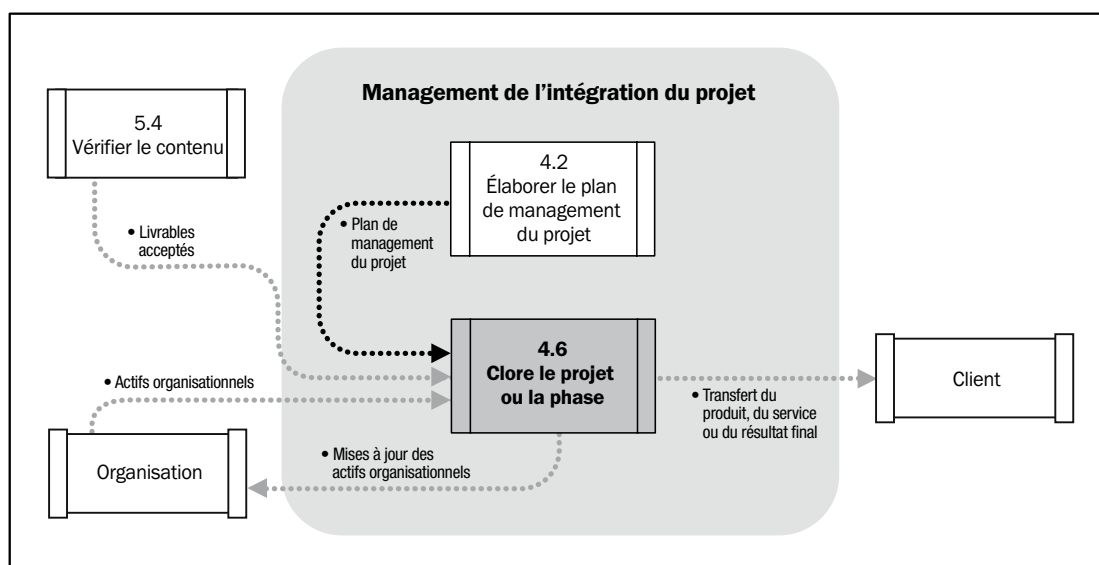 Management de l'intégration du projet
5.4
Vérifier le contenu
4.2
Élaborer le plan
de management
du projet
• Livrables
acceptés
• Plan de
management
du projet
4.6
Clore le projet
ou la phase
Client
• Actifs organisationnels
• Transfert du
produit, du service
ou du résultat final
Organisation
• Mises à jour des
actifs organisationnels